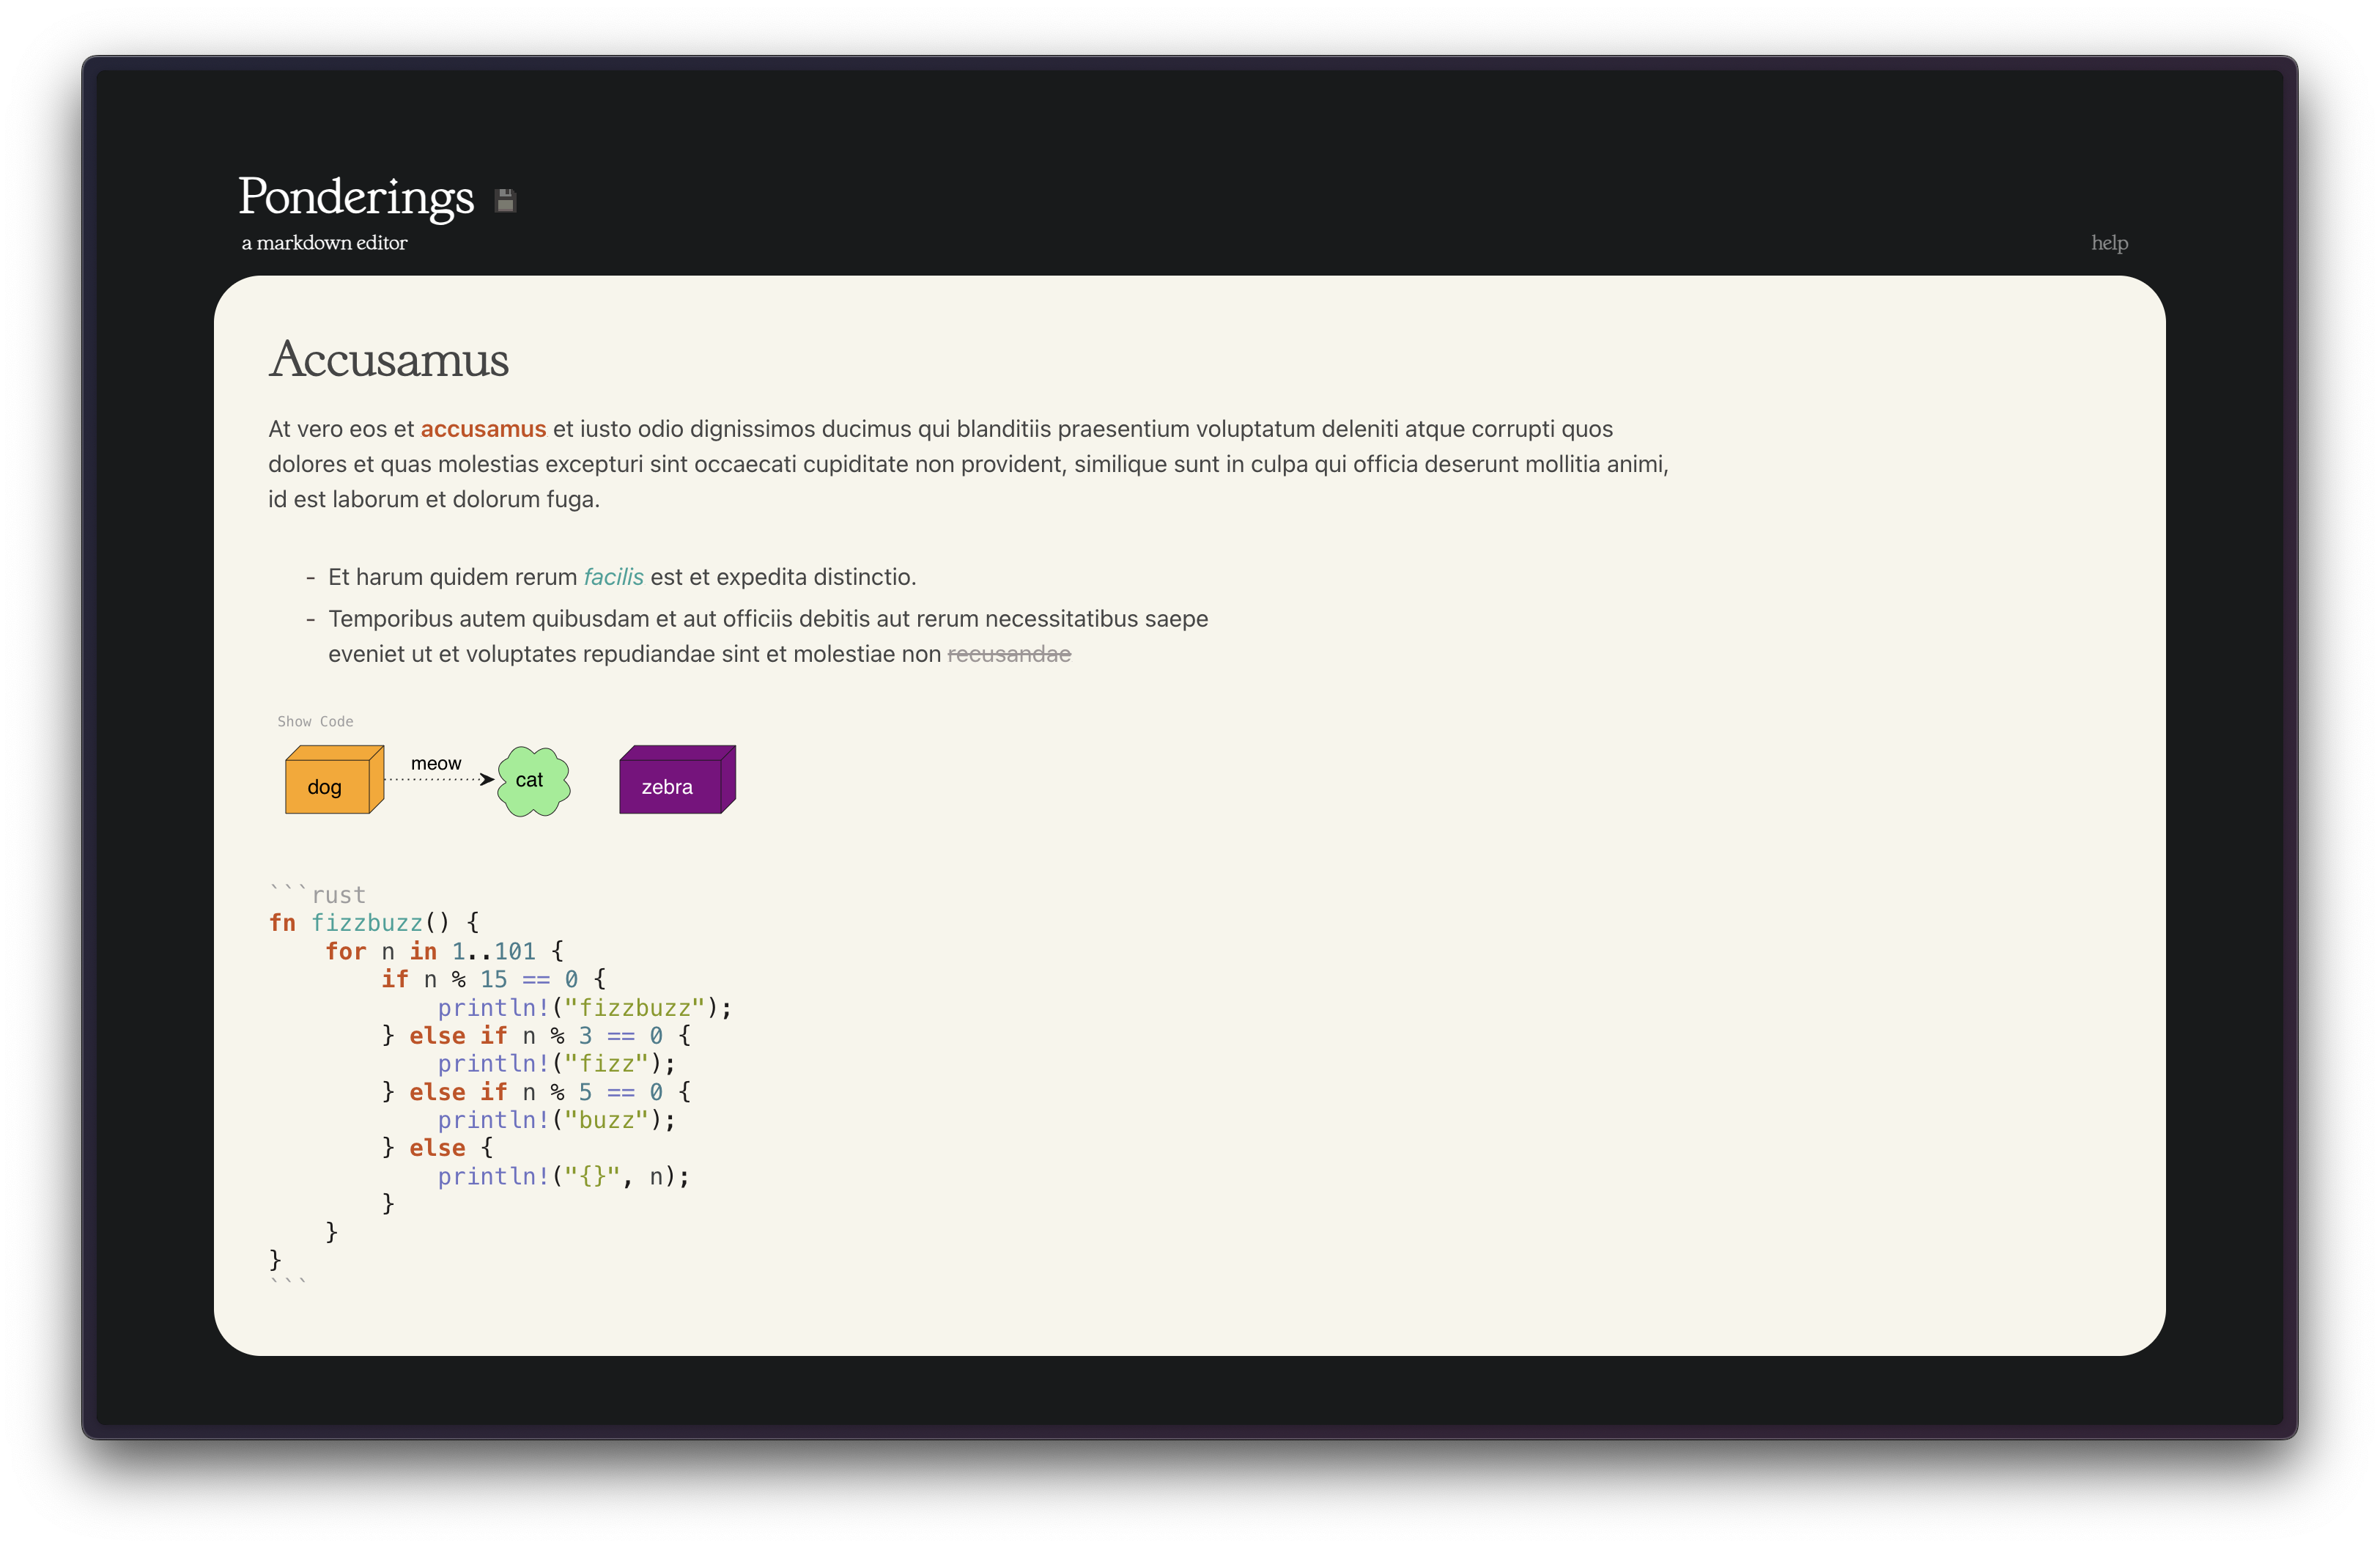 Ponderings
a markdown editor
help
Accusamus
At vero eos et accusamus et iusto odio dignissimos ducimus qui blanditiis praesentium voluptatum deleniti atque corrupti quos
dolores et quas molestias excepturi sint occaecati cupiditate non provident, similique sunt in culpa qui officia deserunt mollitia animi,
id est laborum et dolorum fuga.
- Et harum quidem rerum facilis est et expedita distinctio.
- Temporibus autem quibusdam et aut officiis debitis aut rerum necessitatibus saepe
eveniet ut et voluptates repudiandae sint et molestiae non recusandae
Show Code
dog meow cat zebra
```rust
fn fizzbuzz() {
    for n in 1..101 {
        if n % 15 == 0 {
            println!("fizzbuzz");
        } else if n % 3 == 0 {
            println!("fizz");
        } else if n % 5 == 0 {
            println!("buzz");
        } else {
            println!("{}", n);
        }
    }
}
```